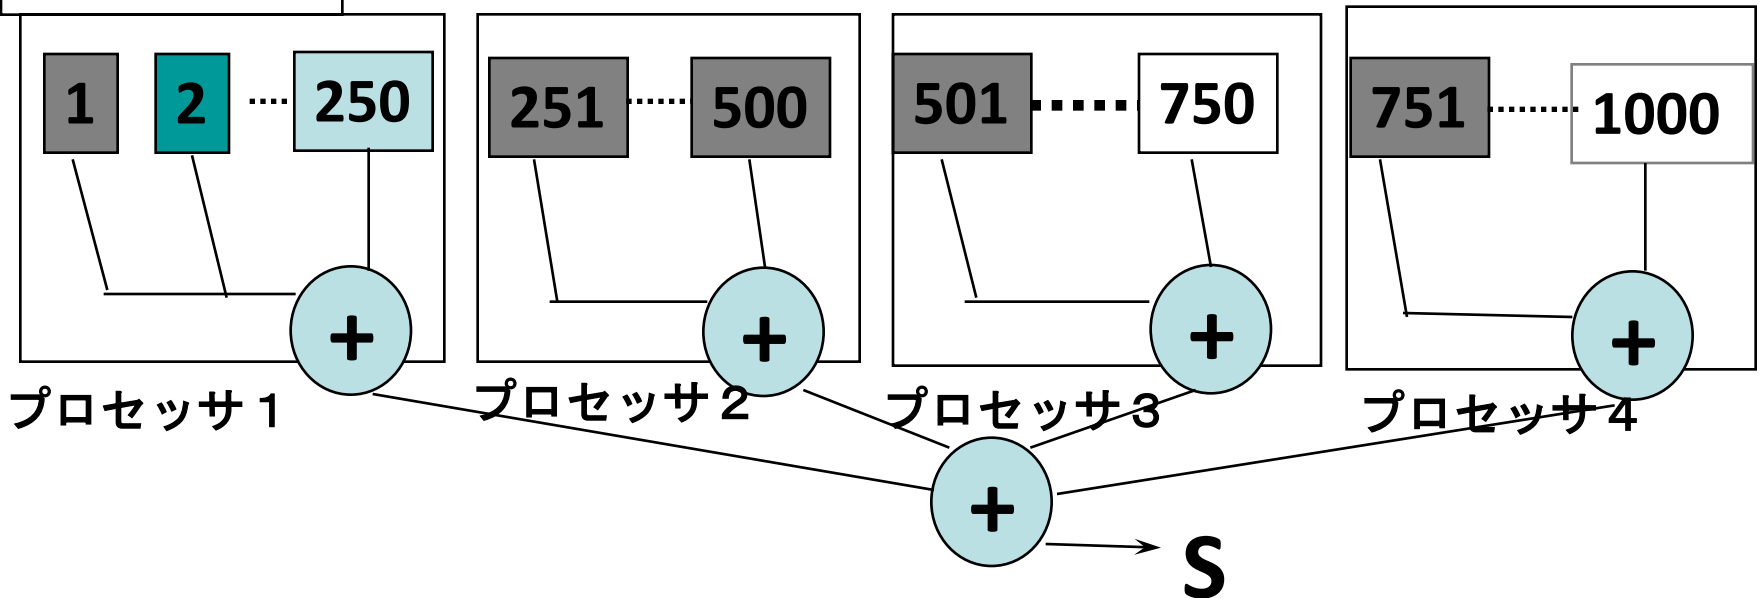 1 2 ..... 250 251 ...... 500 501 ..... 750 751 ......... 1000
+ + + +
プロセッサ1 プロセッサ2 プロセッサ3 プロセッサ4
+
S